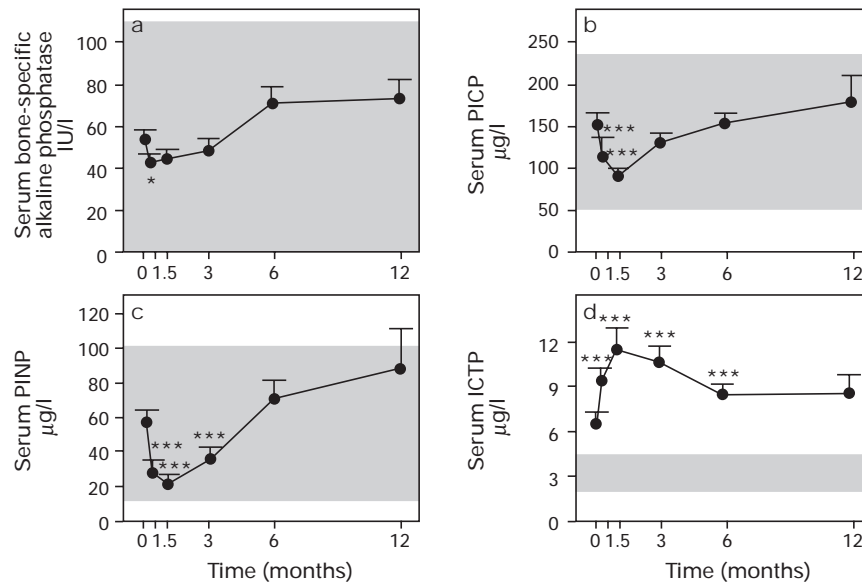 a
Serum bone-specific
alkaline phosphatase
IU/l
100
80
60
40
20
0
*
0 1.5 3 6 12
b
Serum PICP
µg/l
250
200
150
100
50
0
***
***
0 1.5 3 6 12
c
Serum PINP
µg/l
120
100
80
60
40
20
0
***
***
***
0 1.5 3 6 12
Time (months)
d
Serum ICTP
µg/l
12
9
6
3
0
***
***
***
***
0 1.5 3 6 12
Time (months)